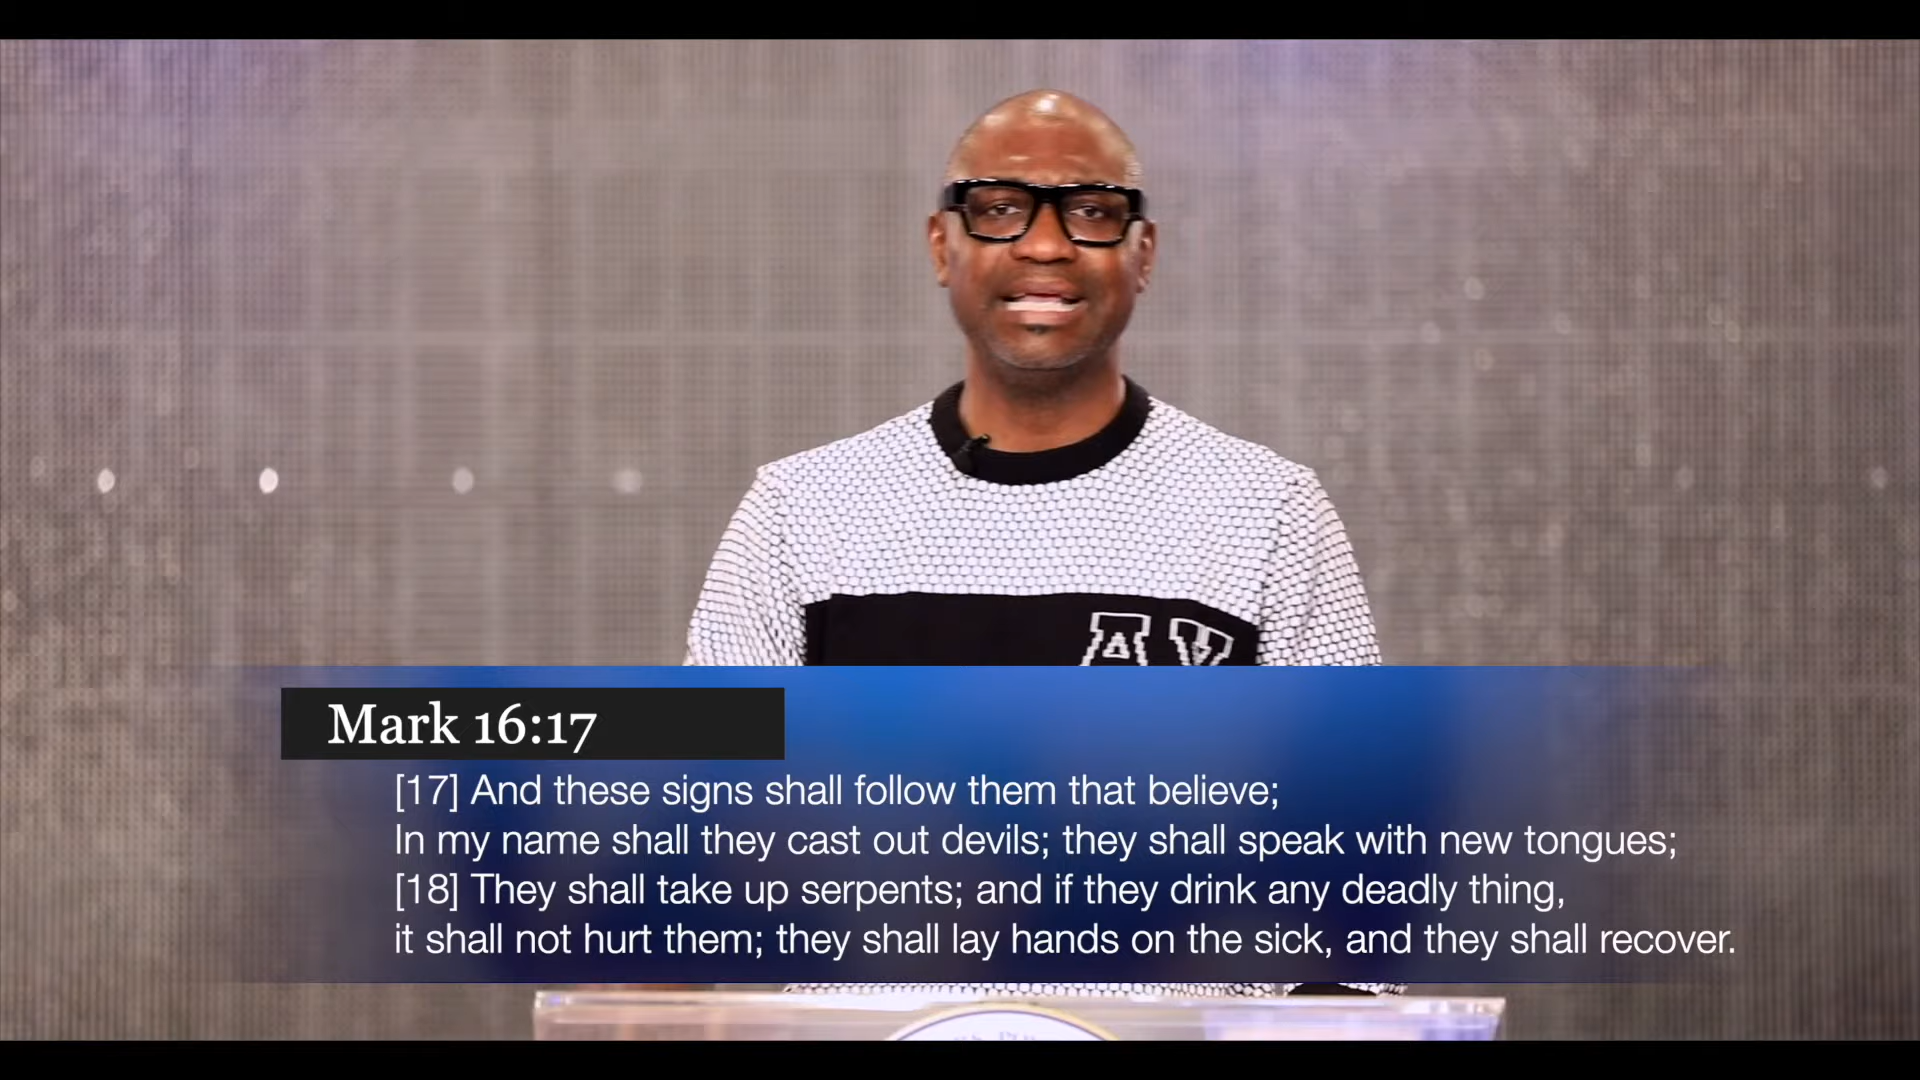 AV
Mark 16:17
[17] And these signs shall follow them that believe;
In my name shall they cast out devils; they shall speak with new tongues;
[18] They shall take up serpents; and if they drink any deadly thing,
it shall not hurt them; they shall lay hands on the sick, and they shall recover.